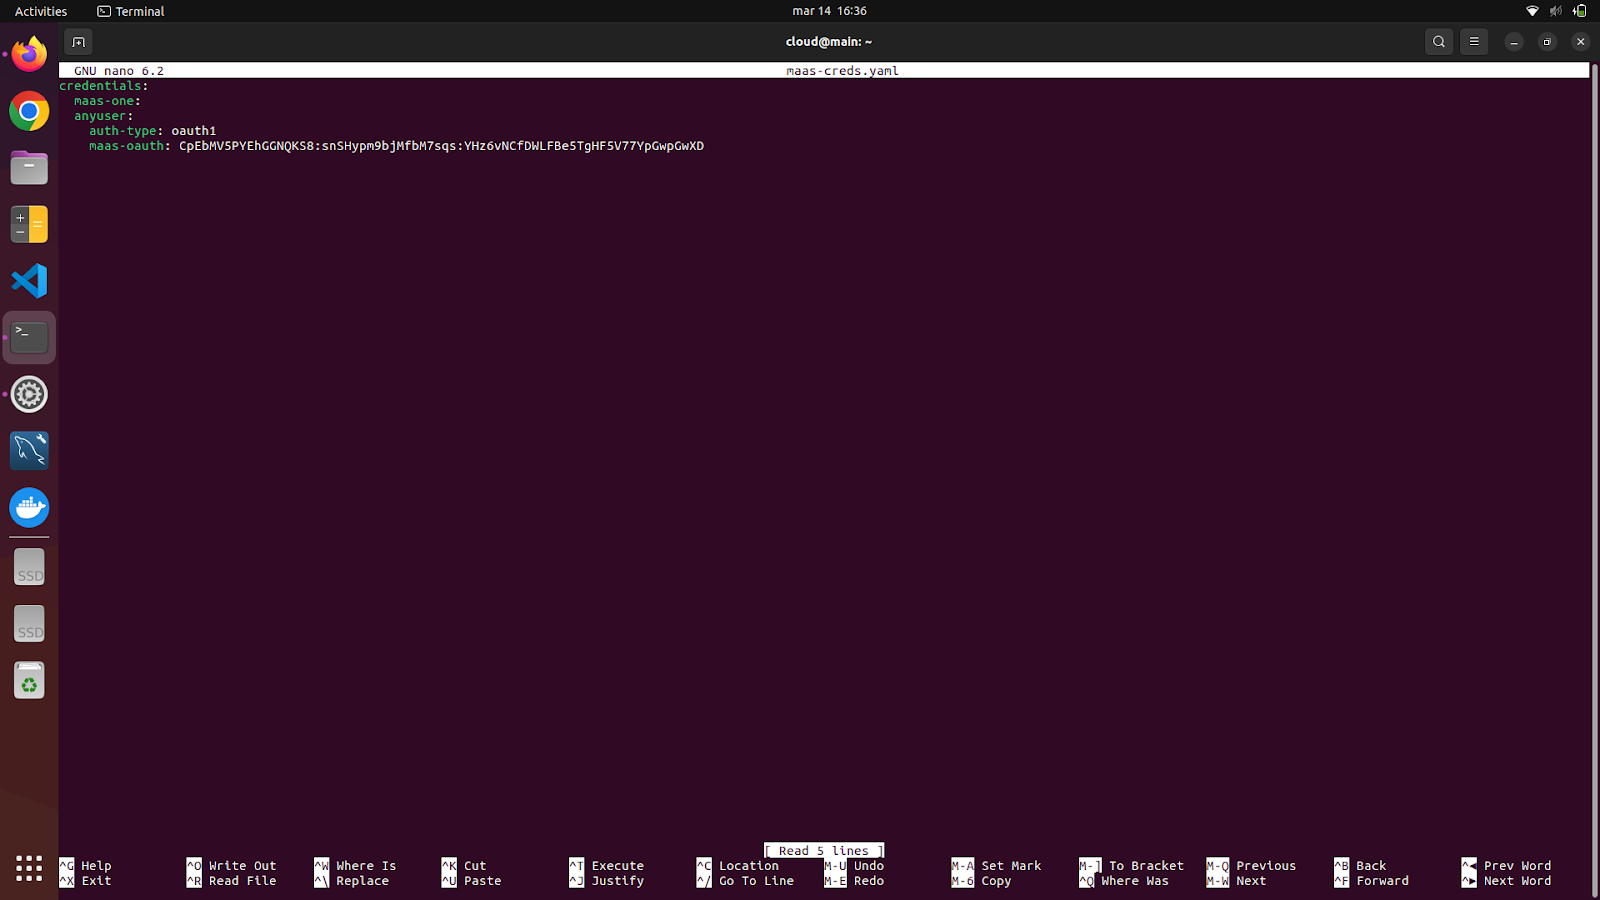 Activities Terminal mar 14 16:36
cloud@main: ~
GNU nano 6.2 maas-creds.yaml
credentials:
  maas-one:
  anyuser:
    auth-type: oauth1
    maas-oauth: CpEbMV5PYEhGGNQKS8:snSHypm9bjMfbM7sqs:YHz6vNCfDWLFBe5TgHF5V77YpGwpGwXD
SSD
SSD
[ Read 5 lines ]
^G Help ^O Write Out ^W Where Is ^K Cut ^T Execute ^C Location M-U Undo M-A Set Mark M-] To Bracket M-Q Previous ^B Back ^◀ Prev Word
^X Exit ^R Read File ^\ Replace ^U Paste ^J Justify ^/ Go To Line M-E Redo M-6 Copy ^Q Where Was M-W Next ^F Forward ^▶ Next Word